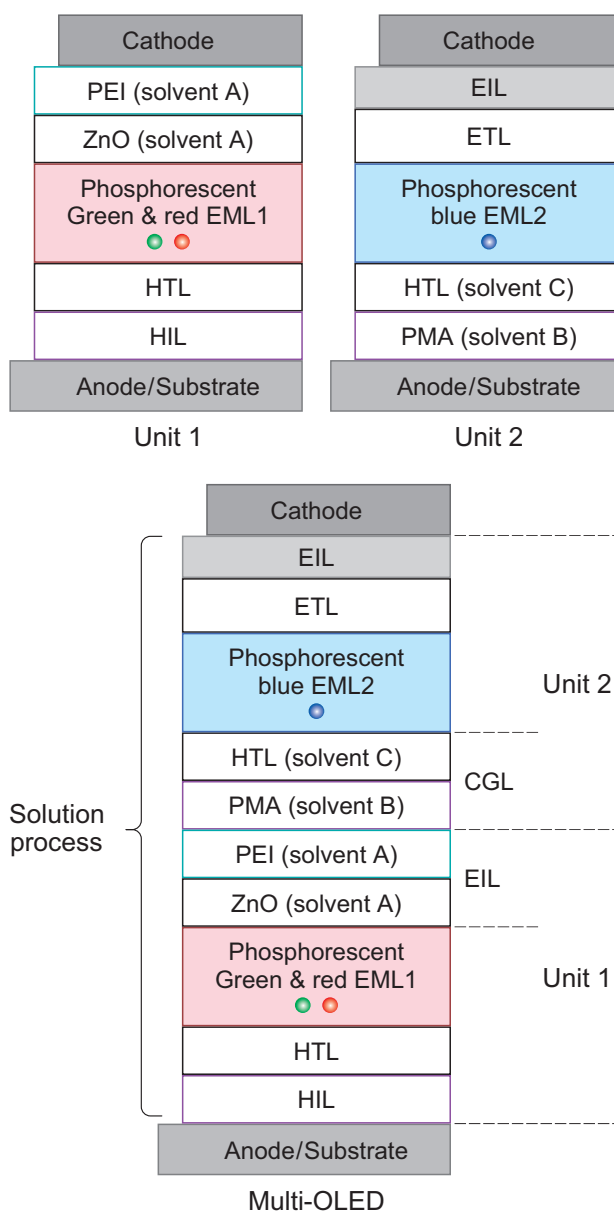 Cathode
PEI (solvent A)
ZnO (solvent A)
Phosphorescent
Green & red EML1
HTL
HIL
Anode/Substrate
Unit 1
Cathode
EIL
ETL
Phosphorescent
blue EML2
HTL (solvent C)
PMA (solvent B)
Anode/Substrate
Unit 2
Cathode
EIL
ETL
Phosphorescent
blue EML2
Unit 2
HTL (solvent C)
CGL
PMA (solvent B)
Solution
process
PEI (solvent A)
EIL
ZnO (solvent A)
Phosphorescent
Green & red EML1
Unit 1
HTL
HIL
Anode/Substrate
Multi-OLED